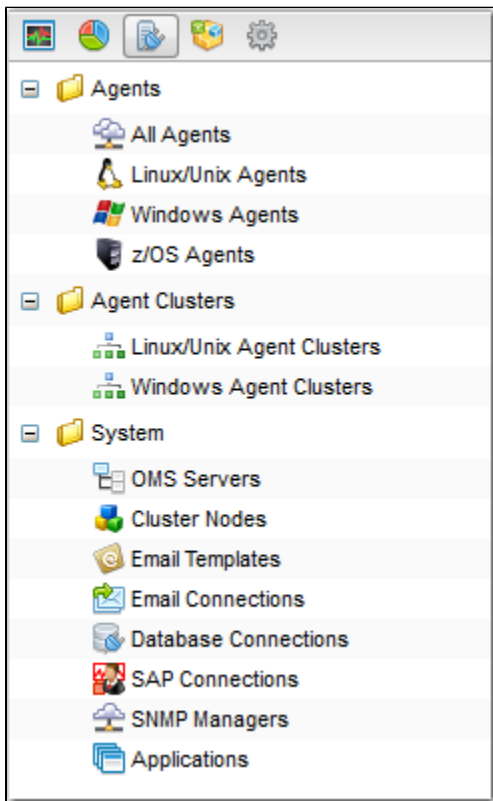 Agents
All Agents
Linux/Unix Agents
Windows Agents
z/OS Agents
Agent Clusters
Linux/Unix Agent Clusters
Windows Agent Clusters
System
OMS Servers
Cluster Nodes
Email Templates
Email Connections
Database Connections
SAP Connections
SNMP Managers
Applications